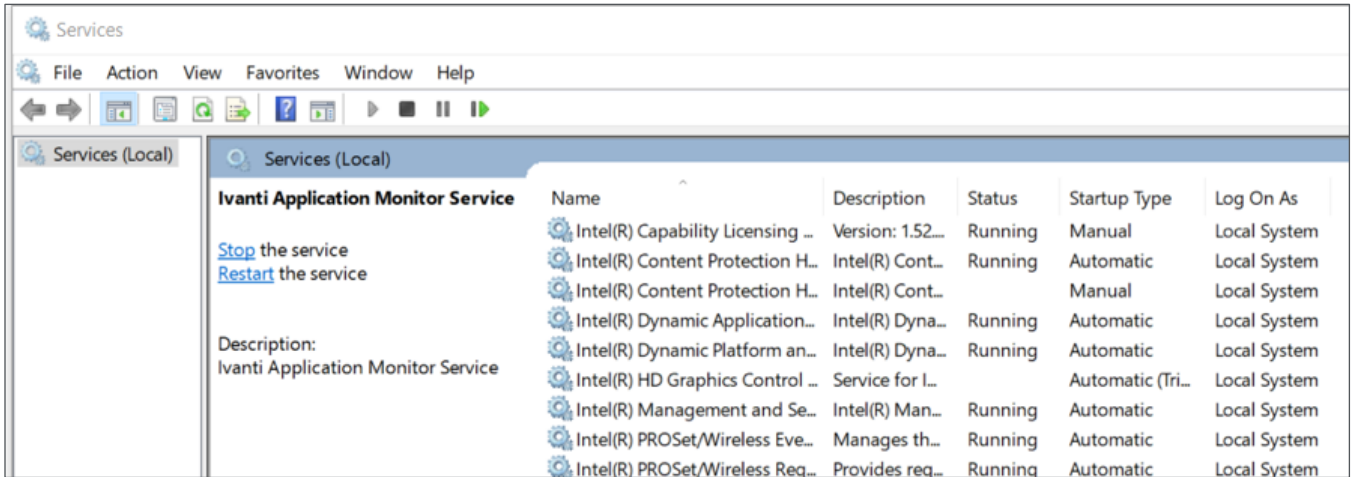 Services
File Action View Favorites Window Help
Services (Local)
Services (Local)
Ivanti Application Monitor Service
Stop the service
Restart the service
Description:
Ivanti Application Monitor Service
Name Description Status Startup Type Log On As
Intel(R) Capability Licensing ... Version: 1.52.... Running Manual Local System
Intel(R) Content Protection H... Intel(R) Cont... Running Automatic Local System
Intel(R) Content Protection H... Intel(R) Cont... Manual Local System
Intel(R) Dynamic Application... Intel(R) Dyna... Running Automatic Local System
Intel(R) Dynamic Platform an... Intel(R) Dyna... Running Automatic Local System
Intel(R) HD Graphics Control ... Service for I... Automatic (Tri... Local System
Intel(R) Management and Se... Intel(R) Man... Running Automatic Local System
Intel(R) PROSet/Wireless Eve... Manages th... Running Automatic Local System
Intel(R) PROSet/Wireless Reg... Provides reg... Running Automatic Local System